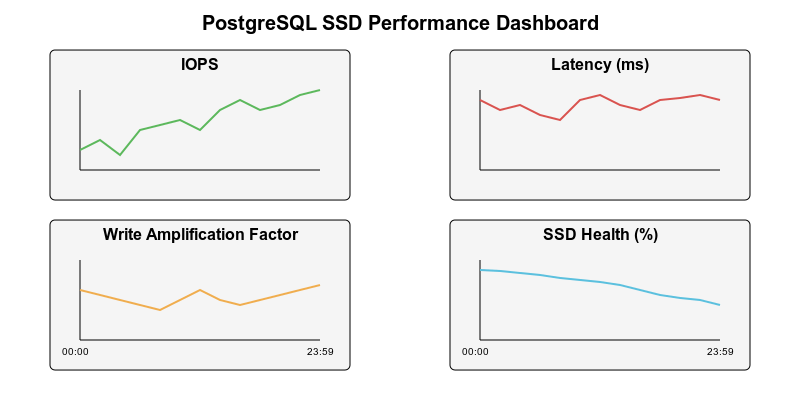 PostgreSQL SSD Performance Dashboard
IOPS
Latency (ms)
Write Amplification Factor
00:00
23:59
SSD Health (%)
00:00
23:59